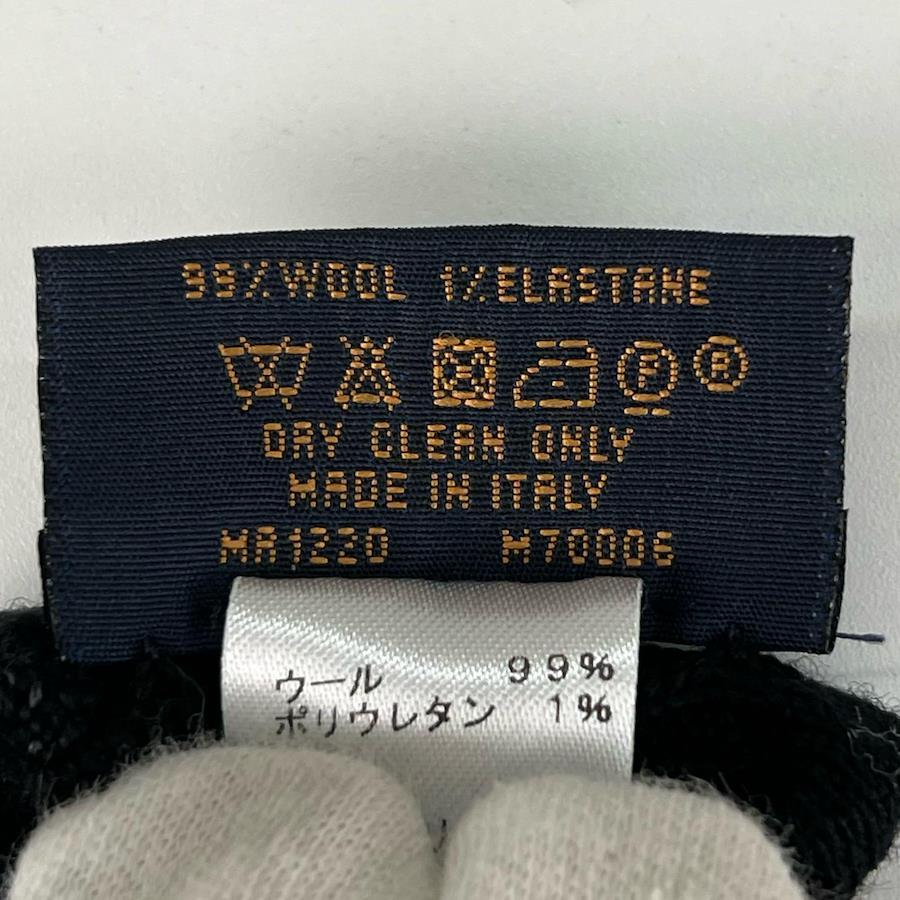 99% WOOL 1% ELASTANE
P R
DRY CLEAN ONLY
MADE IN ITALY
MR1220 M70006
ウール 99%
ポリウレタン 1%